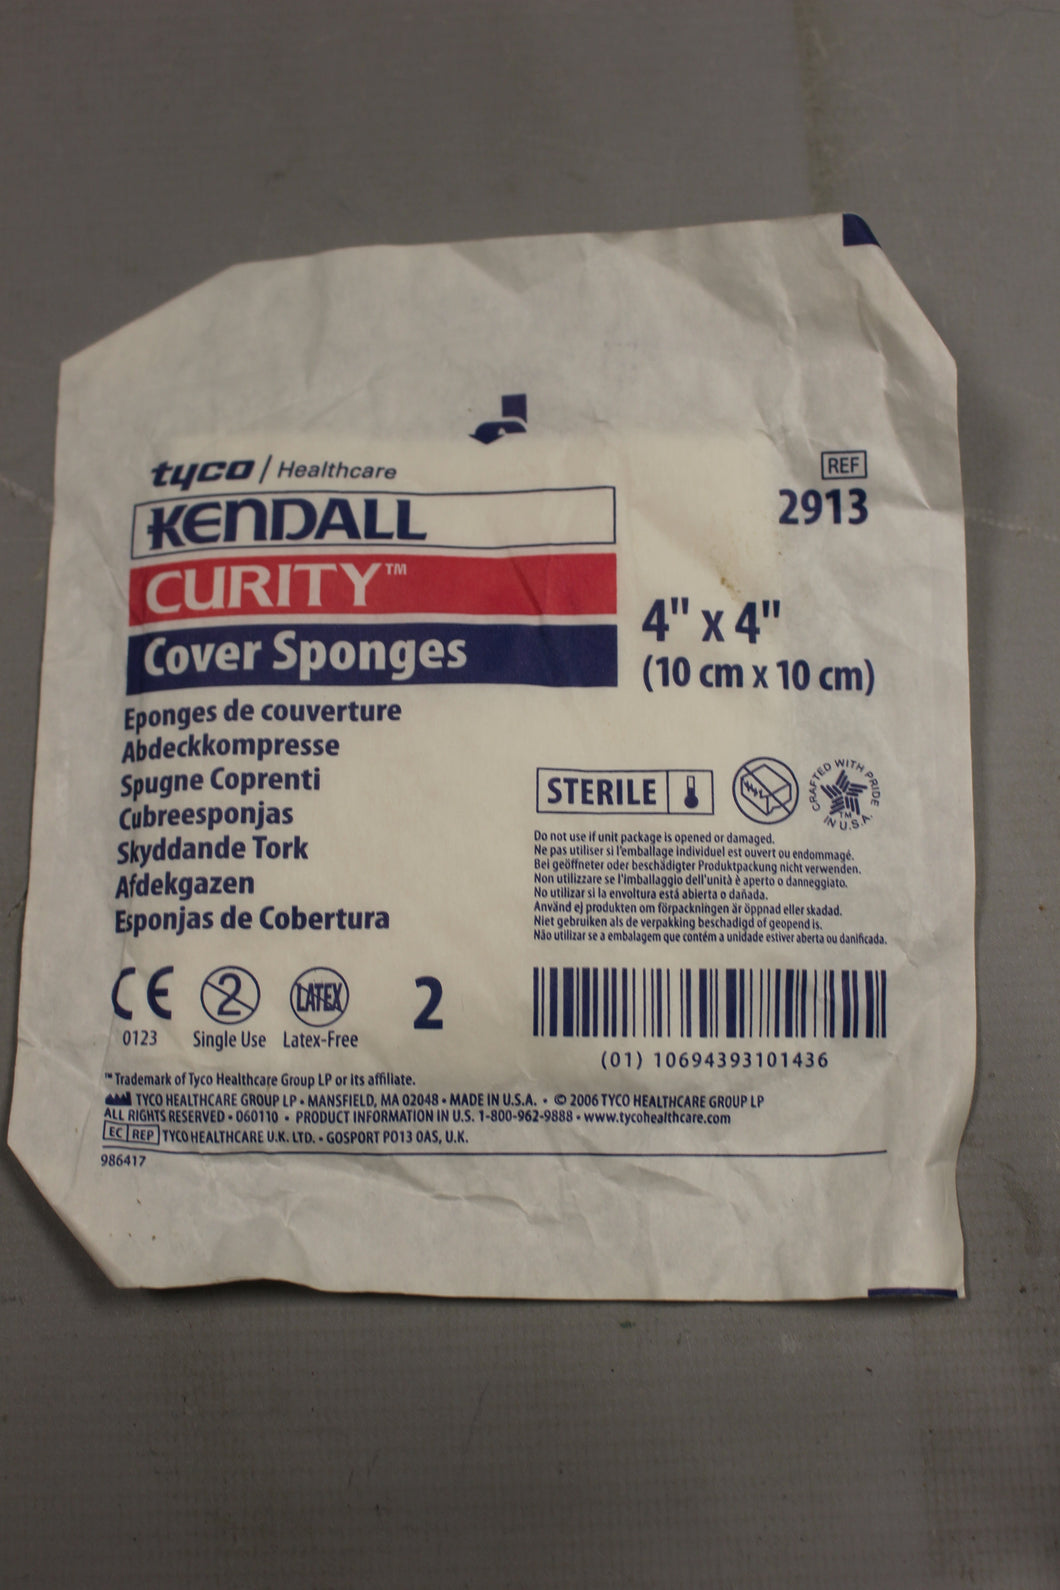 tyco / Healthcare
KENDALL
CURITY™
Cover Sponges
REF
2913
4" x 4"
(10 cm x 10 cm)
Eponges de couverture
Abdeckkompresse
Spugne Coprenti
Cubreesponjas
Skyddande Tork
Afdekgazen
Esponjas de Cobertura
STERILE
CRAFTED WITH PRIDE
IN U.S.A.
TM
Do not use if unit package is opened or damaged.
Ne pas utiliser si l'emballage individuel est ouvert ou endommagé.
Bei geöffneter oder beschädigter Produktpackung nicht verwenden.
Non utilizzare se l'imballaggio dell'unità è aperto o danneggiato.
No utilizar si la envoltura está abierta o dañada.
Använd ej produkten om förpackningen är öppnad eller skadad.
Niet gebruiken als de verpakking beschadigd of geopend is.
Não utilizar se a embalagem que contém a unidade estiver aberta ou danificada.
CE
0123
2
Single Use
LATEX
Latex-Free
2
(01) 10694393101436
™ Trademark of Tyco Healthcare Group LP or its affiliate.
TYCO HEALTHCARE GROUP LP • MANSFIELD, MA 02048 • MADE IN U.S.A. • © 2006 TYCO HEALTHCARE GROUP LP
ALL RIGHTS RESERVED • 060110 • PRODUCT INFORMATION IN U.S. 1-800-962-9888 • www.tycohealthcare.com
EC REP TYCO HEALTHCARE U.K. LTD. • GOSPORT PO13 0AS, U.K.
986417